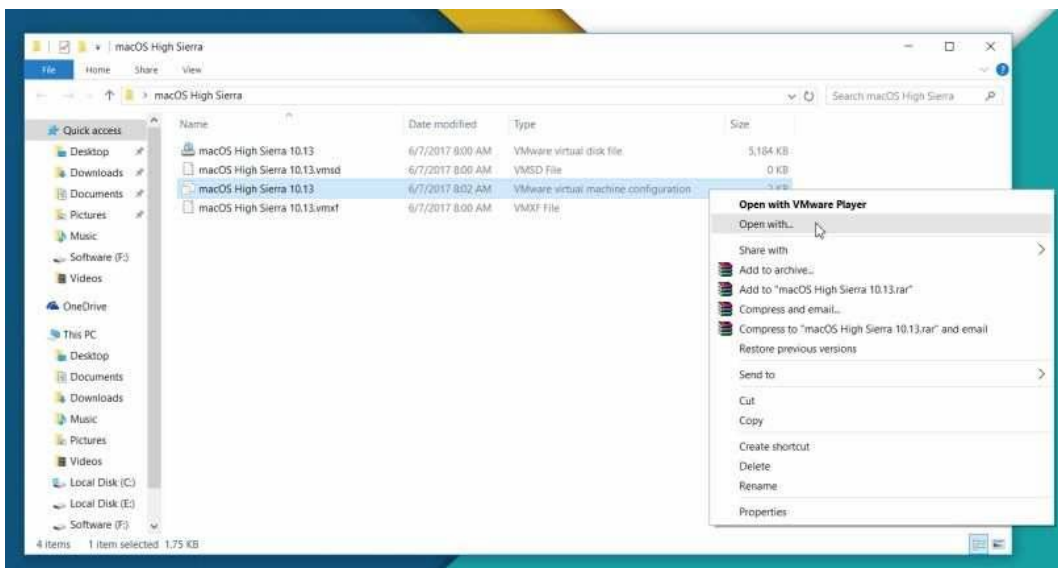 macOS High Sierra
File Home Share View
macOS High Sierra
Search macOS High Sierra
Name Date modified Type Size
Quick access
Desktop
Downloads
Documents
Pictures
Music
Software (F:)
Videos
OneDrive
This PC
Desktop
Documents
Downloads
Music
Pictures
Videos
Local Disk (C:)
Local Disk (E:)
Software (F:)
macOS High Sierra 10.13 6/7/2017 8:00 AM VMware virtual disk file 5,184 KB
macOS High Sierra 10.13.vmsd 6/7/2017 8:00 AM VMSD File 0 KB
macOS High Sierra 10.13 6/7/2017 8:02 AM VMware virtual machine configuration 2 KB
macOS High Sierra 10.13.vmxf 6/7/2017 8:00 AM VMXF File
Open with VMware Player
Open with...
Share with
Add to archive...
Add to "macOS High Sierra 10.13.rar"
Compress and email...
Compress to "macOS High Sierra 10.13.rar" and email
Restore previous versions
Send to
Cut
Copy
Create shortcut
Delete
Rename
Properties
4 items 1 item selected 1.75 KB